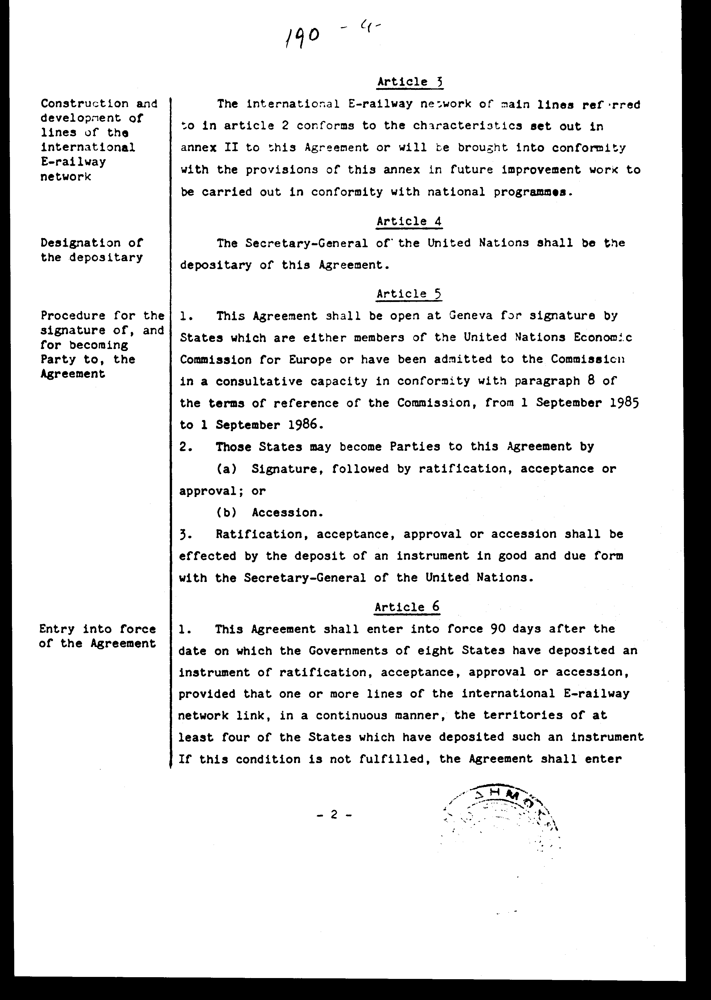 190 - 4 -
Article 3
Construction and
development of
lines of the
international
E-railway
network
The international E-railway network of main lines referred
to in article 2 conforms to the characteristics set out in
annex II to this Agreement or will be brought into conformity
with the provisions of this annex in future improvement work to
be carried out in conformity with national programmes.
Article 4
Designation of
the depositary
The Secretary-General of the United Nations shall be the
depositary of this Agreement.
Article 5
Procedure for the
signature of, and
for becoming
Party to, the
Agreement
1. This Agreement shall be open at Geneva for signature by
States which are either members of the United Nations Economic
Commission for Europe or have been admitted to the Commission
in a consultative capacity in conformity with paragraph 8 of
the terms of reference of the Commission, from 1 September 1985
to 1 September 1986.
2. Those States may become Parties to this Agreement by
(a) Signature, followed by ratification, acceptance or
approval; or
(b) Accession.
3. Ratification, acceptance, approval or accession shall be
effected by the deposit of an instrument in good and due form
with the Secretary-General of the United Nations.
Article 6
Entry into force
of the Agreement
1. This Agreement shall enter into force 90 days after the
date on which the Governments of eight States have deposited an
instrument of ratification, acceptance, approval or accession,
provided that one or more lines of the international E-railway
network link, in a continuous manner, the territories of at
least four of the States which have deposited such an instrument
If this condition is not fulfilled, the Agreement shall enter
- 2 -